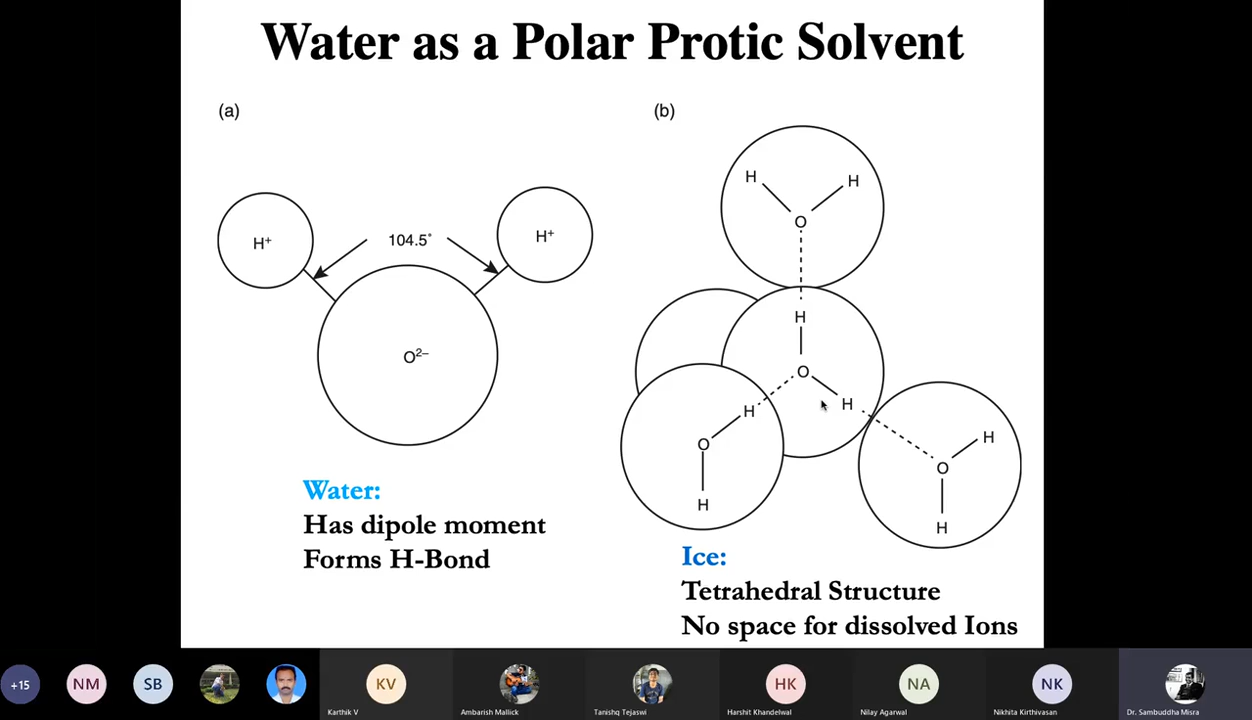 Water as a Polar Protic Solvent
(a)
(b)
H⁺
104.5°
H⁺
O²⁻
H
H
O
H
O
H
H
O
H
O
H
H
Water:
Has dipole moment
Forms H-Bond
Ice:
Tetrahedral Structure
No space for dissolved Ions
+15
NM
SB
KV
HK
NA
NK
Karthik V
Ambarish Mallick
Tanishq Tejaswi
Harshit Khandelwal
Nilay Agarwal
Nikhita Kirthivasan
Dr. Sambuddha Misra